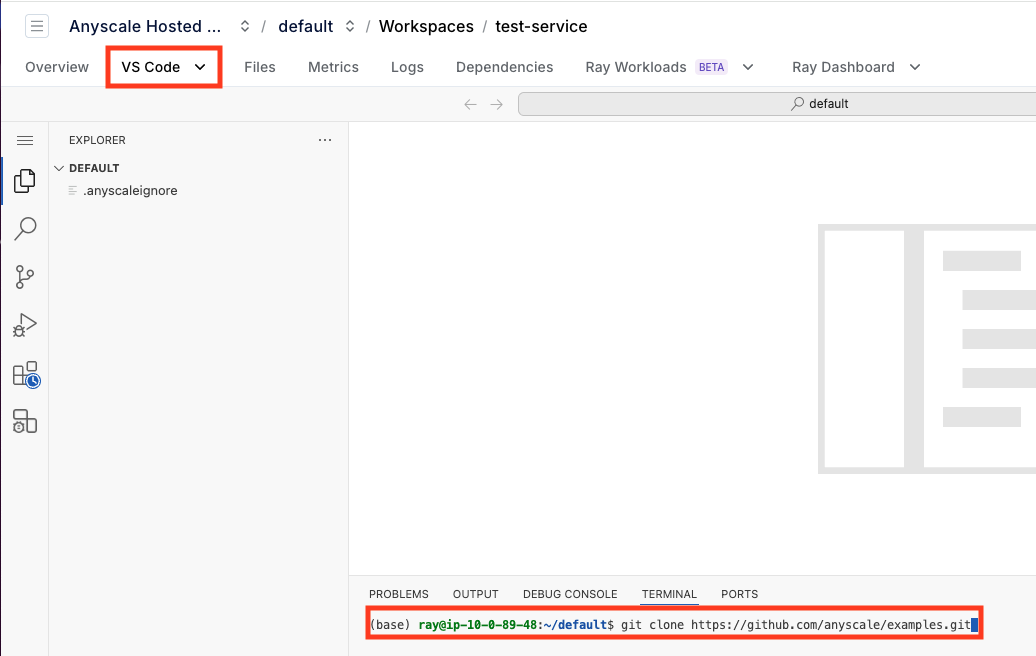 Anyscale Hosted ... / default / Workspaces / test-service
Overview VS Code Files Metrics Logs Dependencies Ray Workloads BETA Ray Dashboard
default
EXPLORER
DEFAULT
.anyscaleignore
PROBLEMS OUTPUT DEBUG CONSOLE TERMINAL PORTS
(base) ray@ip-10-0-89-48:~/default$ git clone https://github.com/anyscale/examples.git